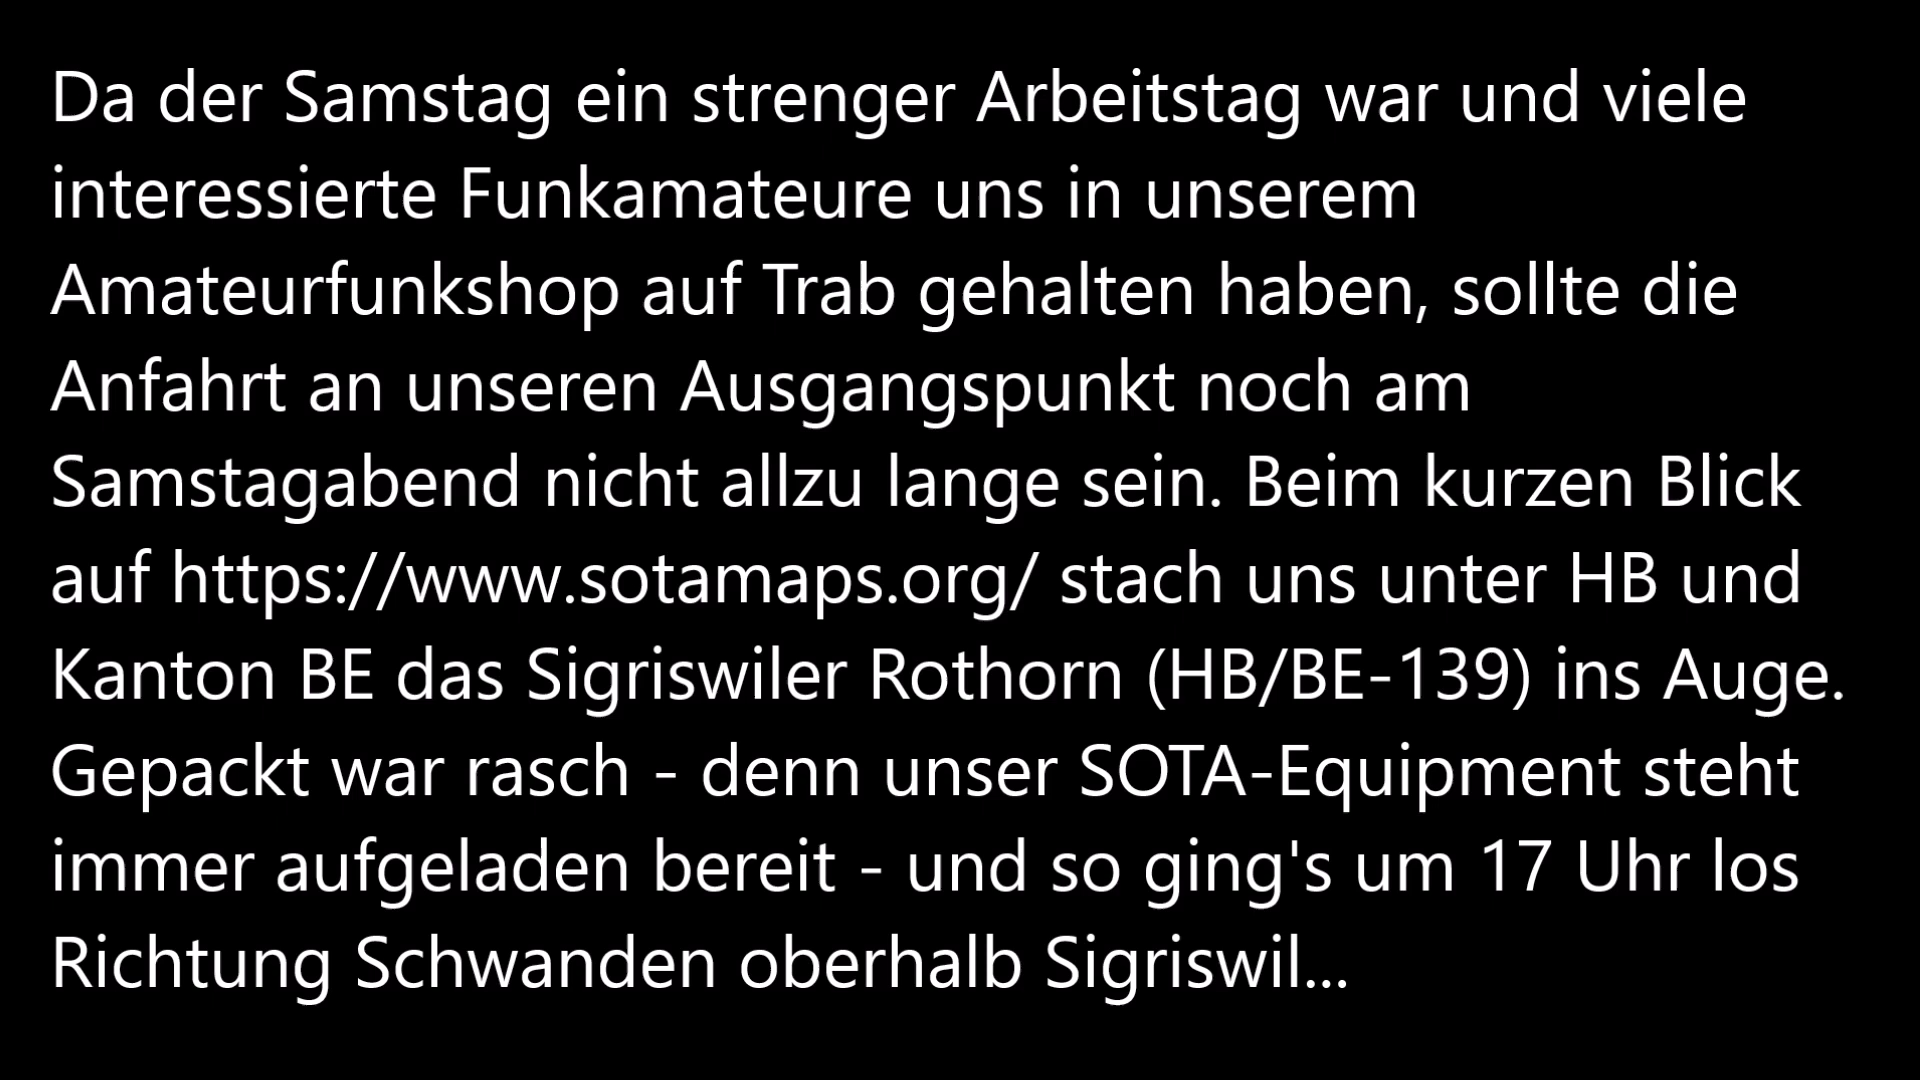 Da der Samstag ein strenger Arbeitstag war und viele
interessierte Funkamateure uns in unserem
Amateurfunkshop auf Trab gehalten haben, sollte die
Anfahrt an unseren Ausgangspunkt noch am
Samstagabend nicht allzu lange sein. Beim kurzen Blick
auf https://www.sotamaps.org/ stach uns unter HB und
Kanton BE das Sigriswiler Rothorn (HB/BE-139) ins Auge.
Gepackt war rasch - denn unser SOTA-Equipment steht
immer aufgeladen bereit - und so ging's um 17 Uhr los
Richtung Schwanden oberhalb Sigriswil...